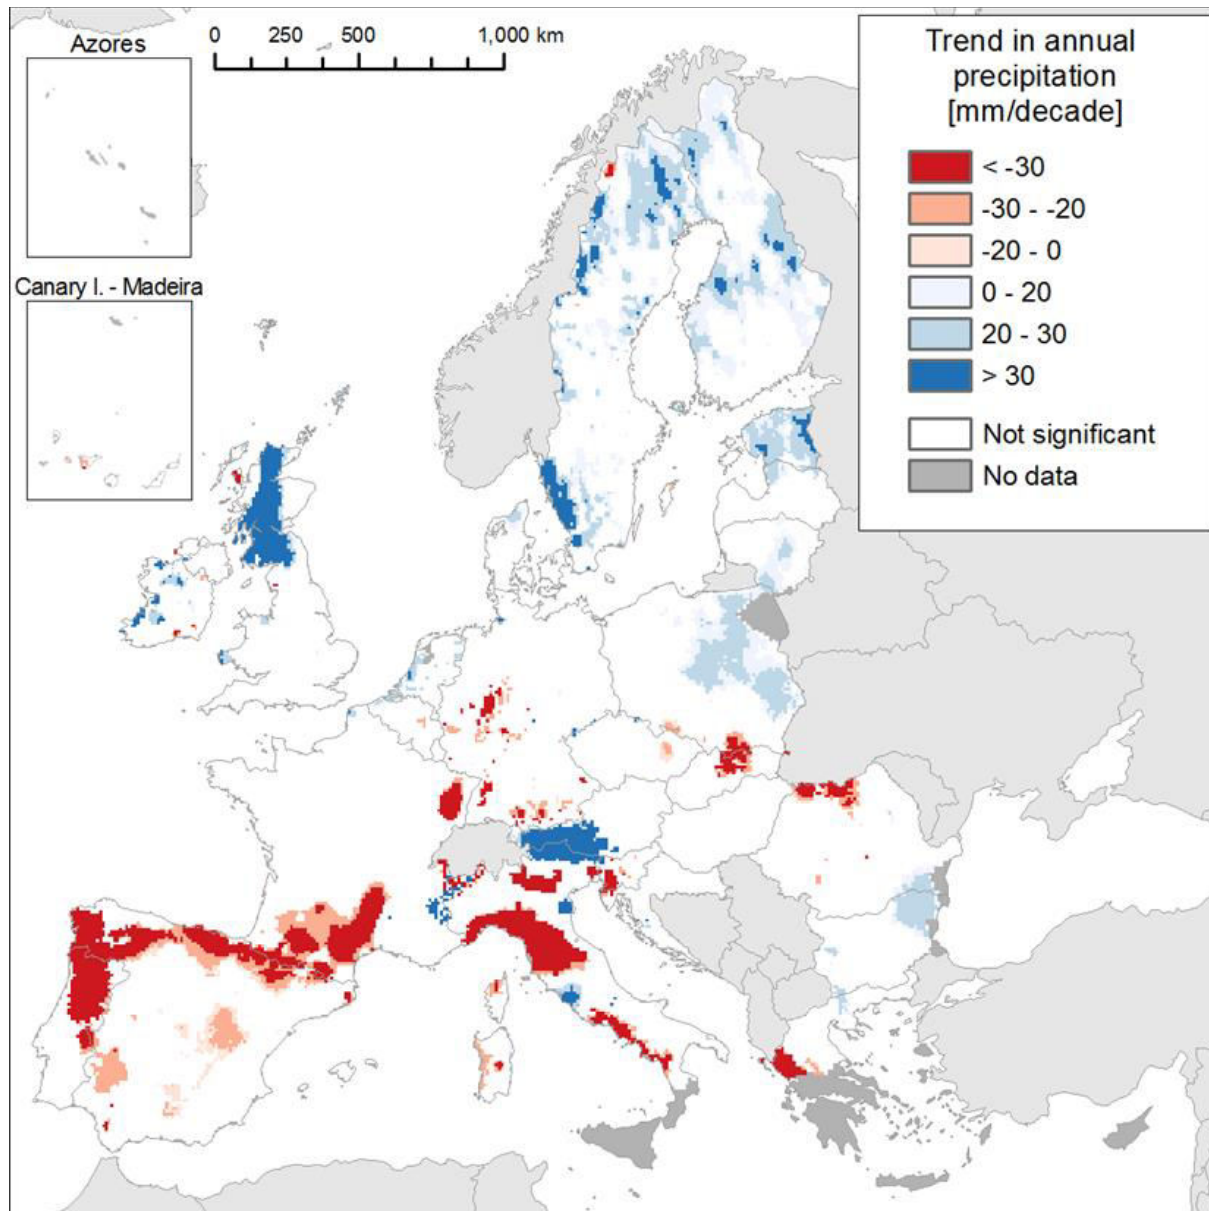 Azores
0 250 500 1,000 km
Canary I. - Madeira
Trend in annual
precipitation
[mm/decade]
< -30
-30 - -20
-20 - 0
0 - 20
20 - 30
> 30
Not significant
No data